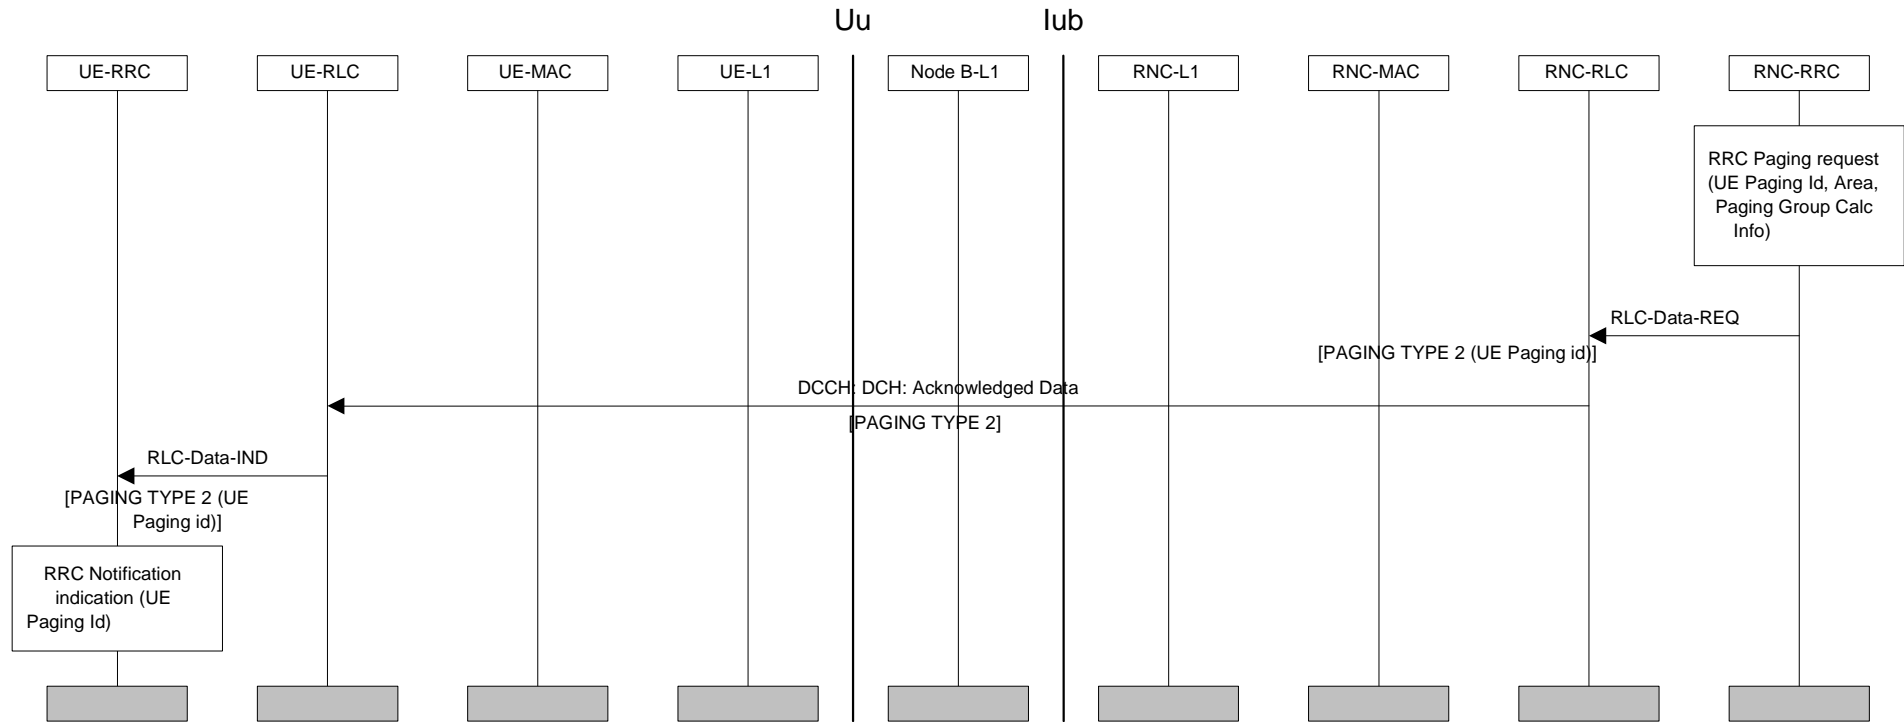 Uu
Iub
UE-RRC
UE-RLC
UE-MAC
UE-L1
Node B-L1
RNC-L1
RNC-MAC
RNC-RLC
RNC-RRC
RRC Paging request
(UE Paging Id, Area,
Paging Group Calc
Info)
RLC-Data-REQ
[PAGING TYPE 2 (UE Paging id)]
DCCH: DCH: Acknowledged Data
[PAGING TYPE 2]
RLC-Data-IND
[PAGING TYPE 2 (UE
Paging id)]
RRC Notification
indication (UE
Paging Id)